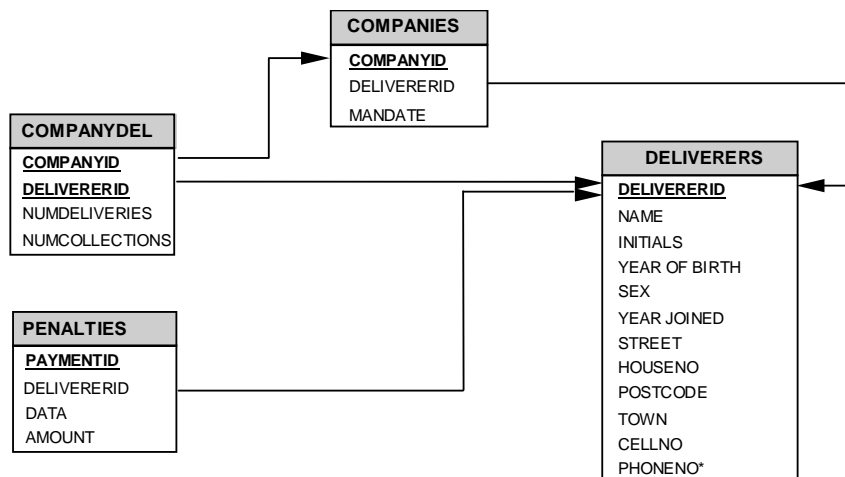 COMPANIES
COMPANYID
DELIVERERID
MANDATE
COMPANYDEL
COMPANYID
DELIVERERID
NUMDELIVERIES
NUMCOLLECTIONS
DELIVERERS
DELIVERERID
NAME
INITIALS
YEAR OF BIRTH
SEX
YEAR JOINED
STREET
HOUSENO
POSTCODE
TOWN
CELLNO
PHONENO*
PENALTIES
PAYMENTID
DELIVERERID
DATA
AMOUNT